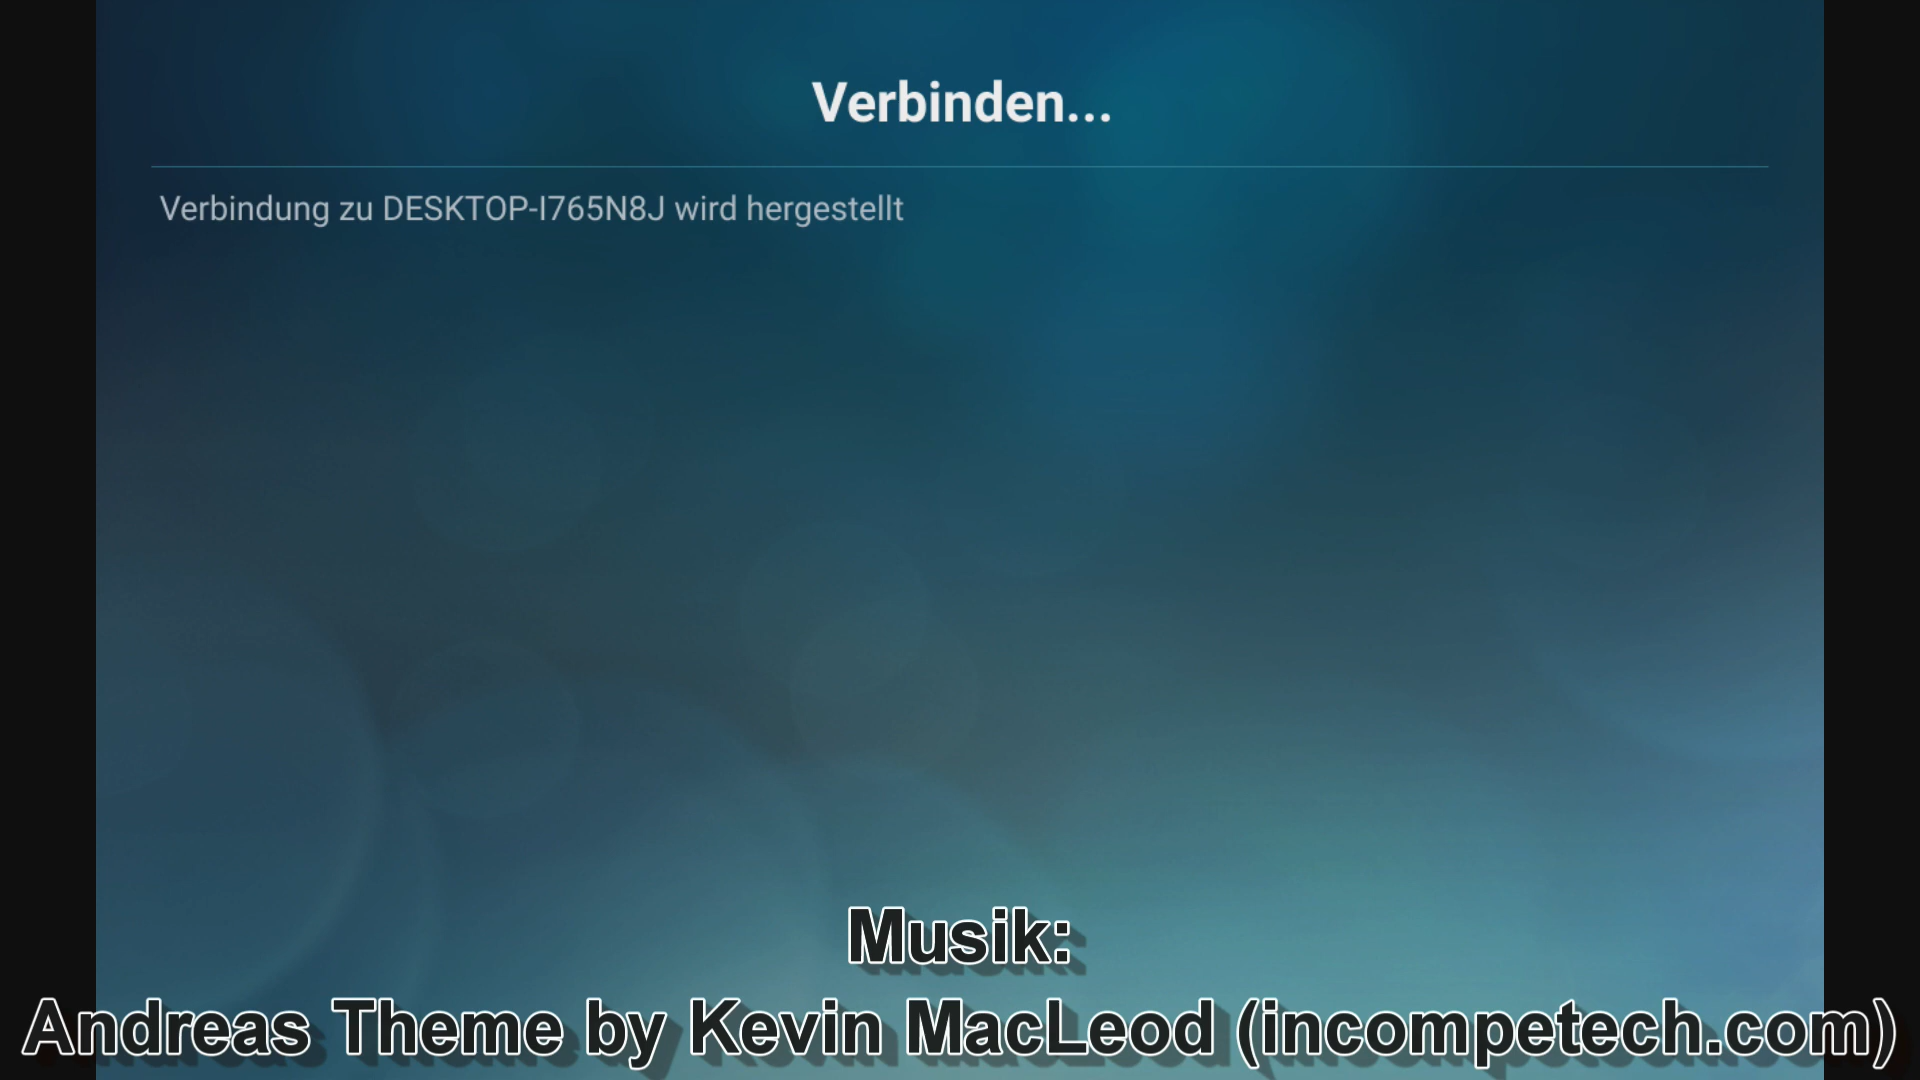 Verbinden...
Verbindung zu DESKTOP-I765N8J wird hergestellt
Musik:
Andreas Theme by Kevin MacLeod (incompetech.com)